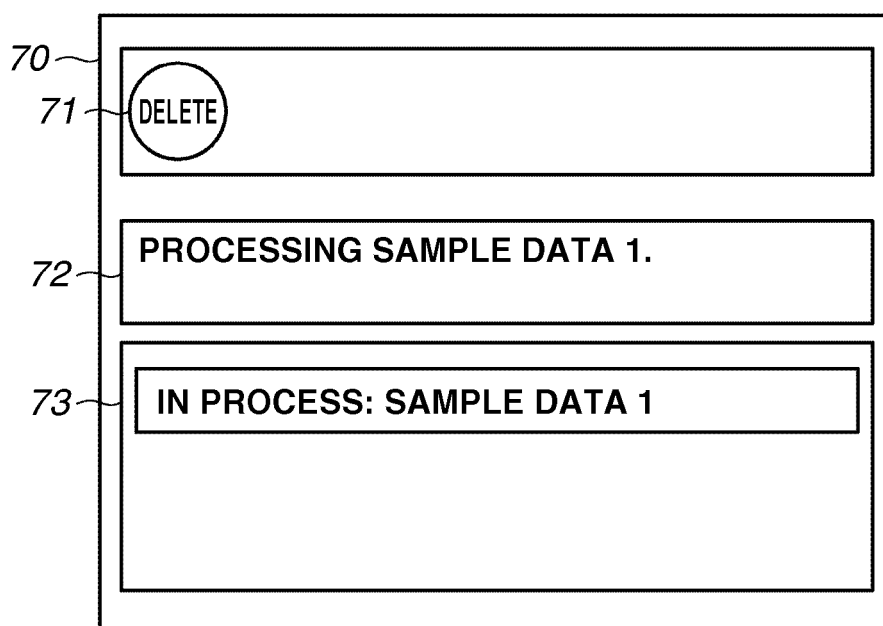 70
71 DELETE
PROCESSING SAMPLE DATA 1.
72
73 IN PROCESS: SAMPLE DATA 1